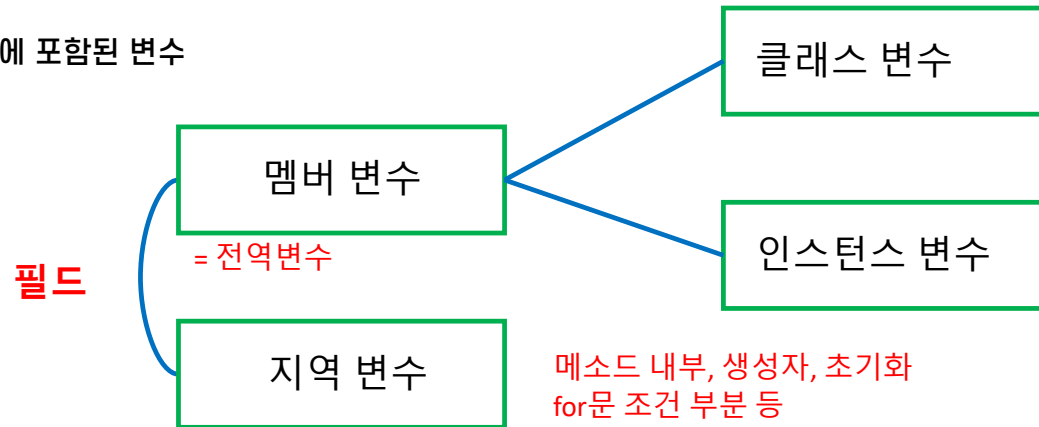 에 포함된 변수
클래스 변수
멤버 변수
= 전역변수
인스턴스 변수
필드
지역 변수
메소드 내부, 생성자, 초기화
for문 조건 부분 등